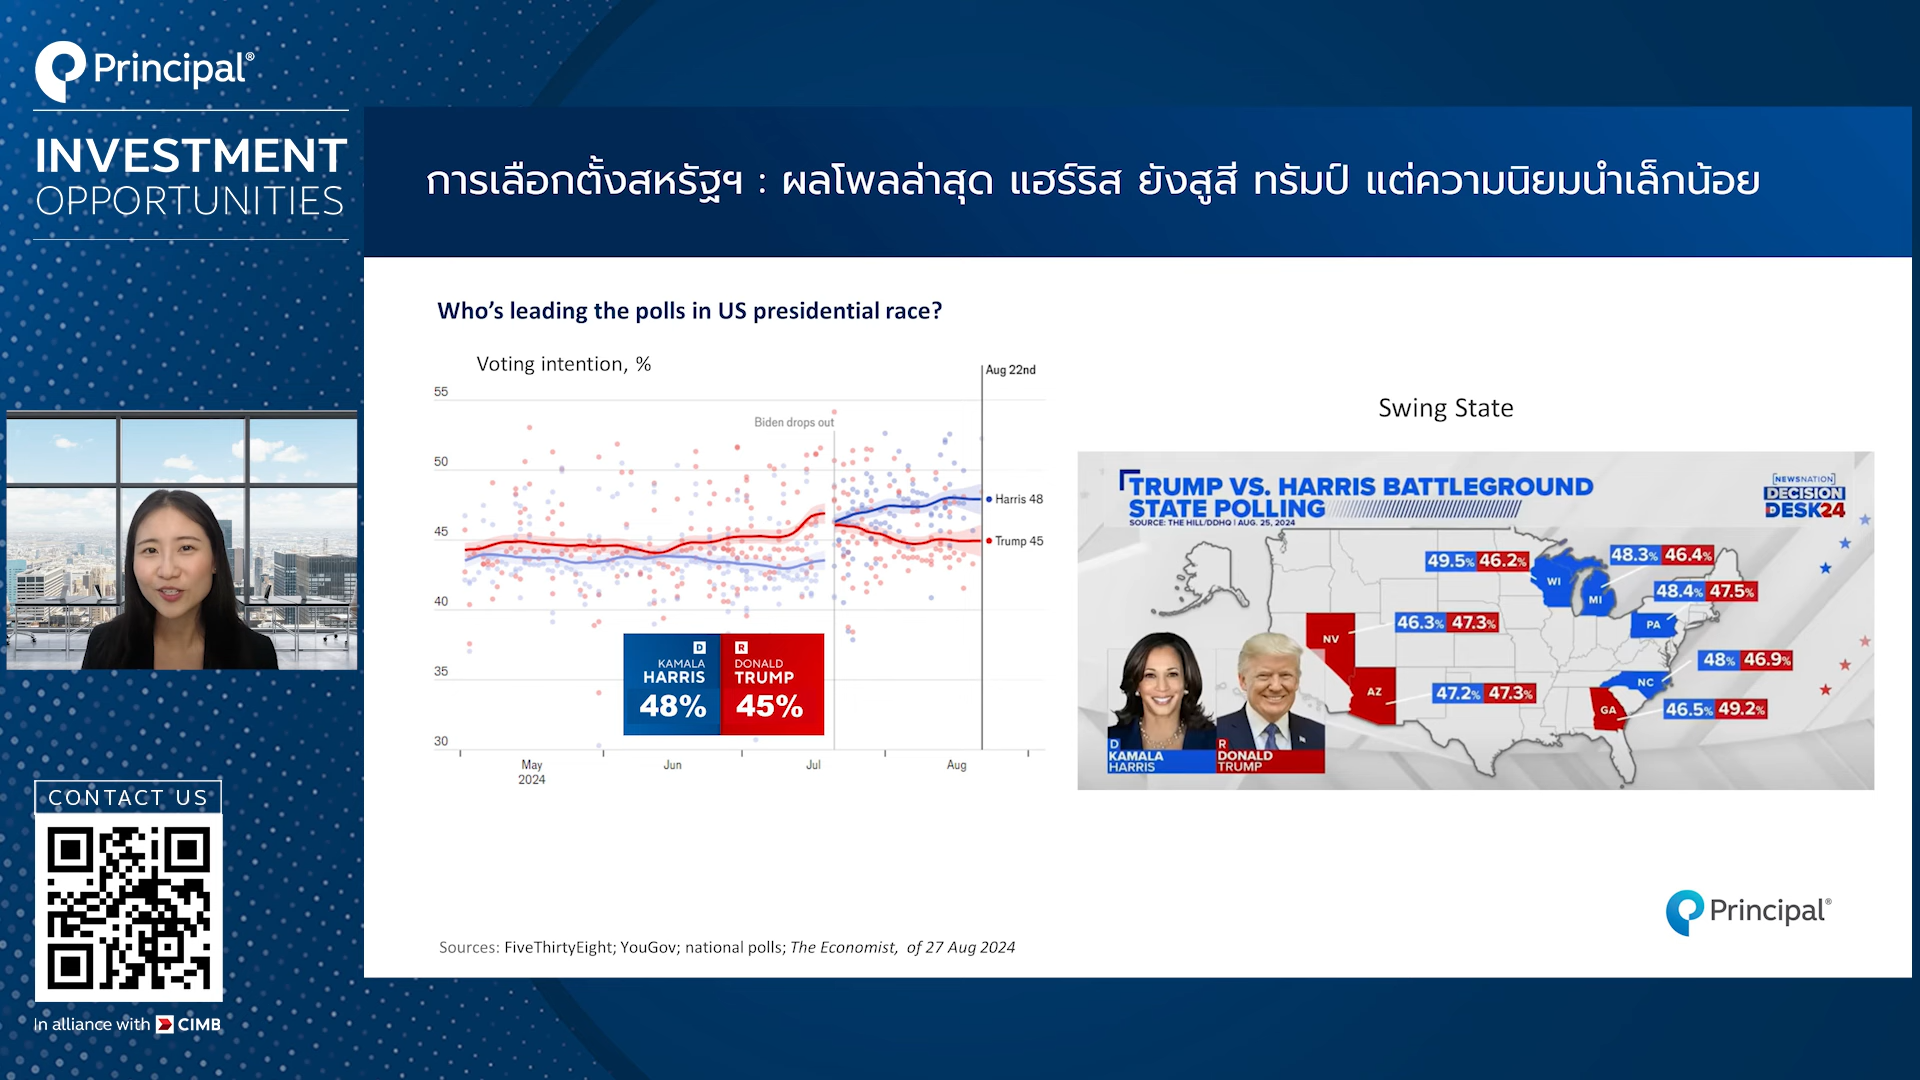 Principal®
INVESTMENT
OPPORTUNITIES
การเลือกตั้งสหรัฐฯ : ผลโพลล่าสุด แฮร์ริส ยังสูสี ทรัมป์ แต่ความนิยมนำเล็กน้อย
Who's leading the polls in US presidential race?
Voting intention, %
Aug 22nd
55
Biden drops out
50
Harris 48
45
Trump 45
40
35
30
D
KAMALA
HARRIS
48%
R
DONALD
TRUMP
45%
May
2024
Jun
Jul
Aug
Swing State
TRUMP VS. HARRIS BATTLEGROUND
STATE POLLING
SOURCE: THE HILL/DDHQ | AUG. 25, 2024
NEWSNATION
DECISION
DESK24
49.5% 46.2%
WI
48.3% 46.4%
MI
48.4% 47.5%
PA
46.3% 47.3%
NV
48% 46.9%
NC
47.2% 47.3%
AZ
46.5% 49.2%
GA
D
KAMALA
HARRIS
R
DONALD
TRUMP
Principal®
Sources: FiveThirtyEight; YouGov; national polls; The Economist, of 27 Aug 2024
CONTACT US
In alliance with CIMB